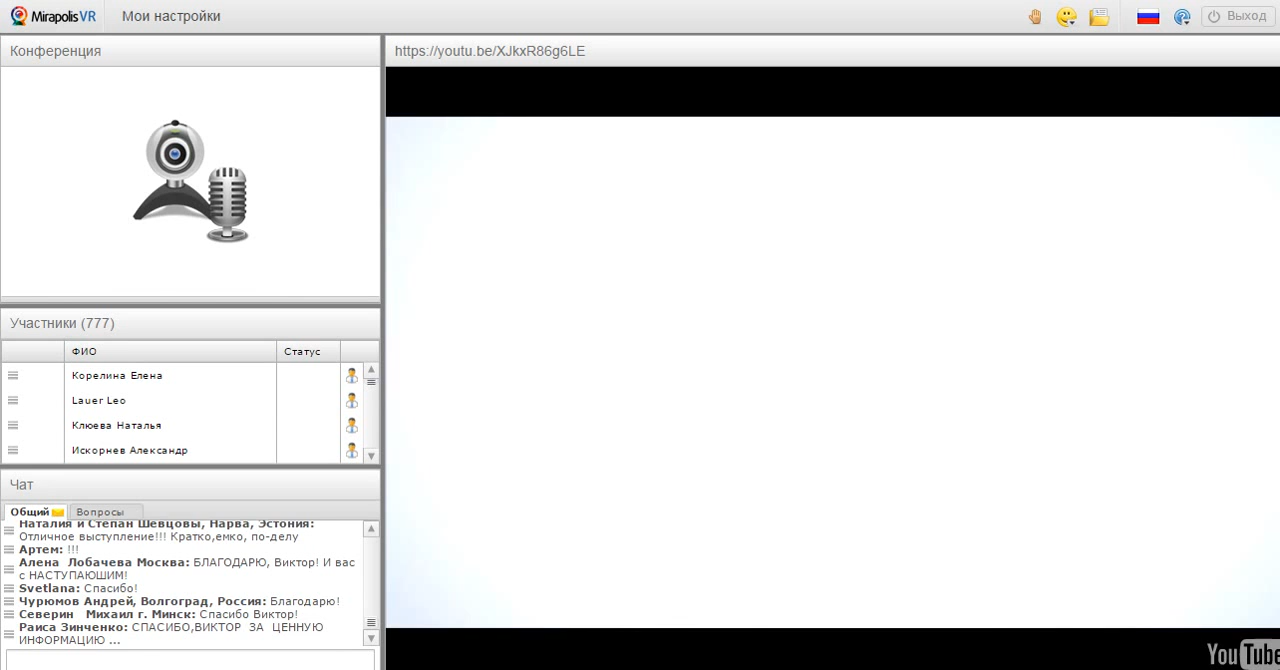 Mirapolis VR Мои настройки Выход
Конференция
https://youtu.be/XJkxR86g6LE
Участники (777)
ФИО Статус
Корелина Елена
Lauer Leo
Клюева Наталья
Искорнев Александр
Чат
Общий Вопросы
Наталия и Степан Шевцовы, Нарва, Эстония:
Отличное выступление!!! Кратко,емко, по-делу
Артем: !!!
Алена Лобачева Москва: БЛАГОДАРЮ, Виктор! И вас
с НАСТУПАЮШИМ!
Svetlana: Спасибо!
Чурюмов Андрей, Волгоград, Россия: Благодарю!
Северин Михаил г. Минск: Спасибо Виктор!
Раиса Зинченко: СПАСИБО,ВИКТОР ЗА ЦЕННУЮ
ИНФОРМАЦИЮ ...
YouTube